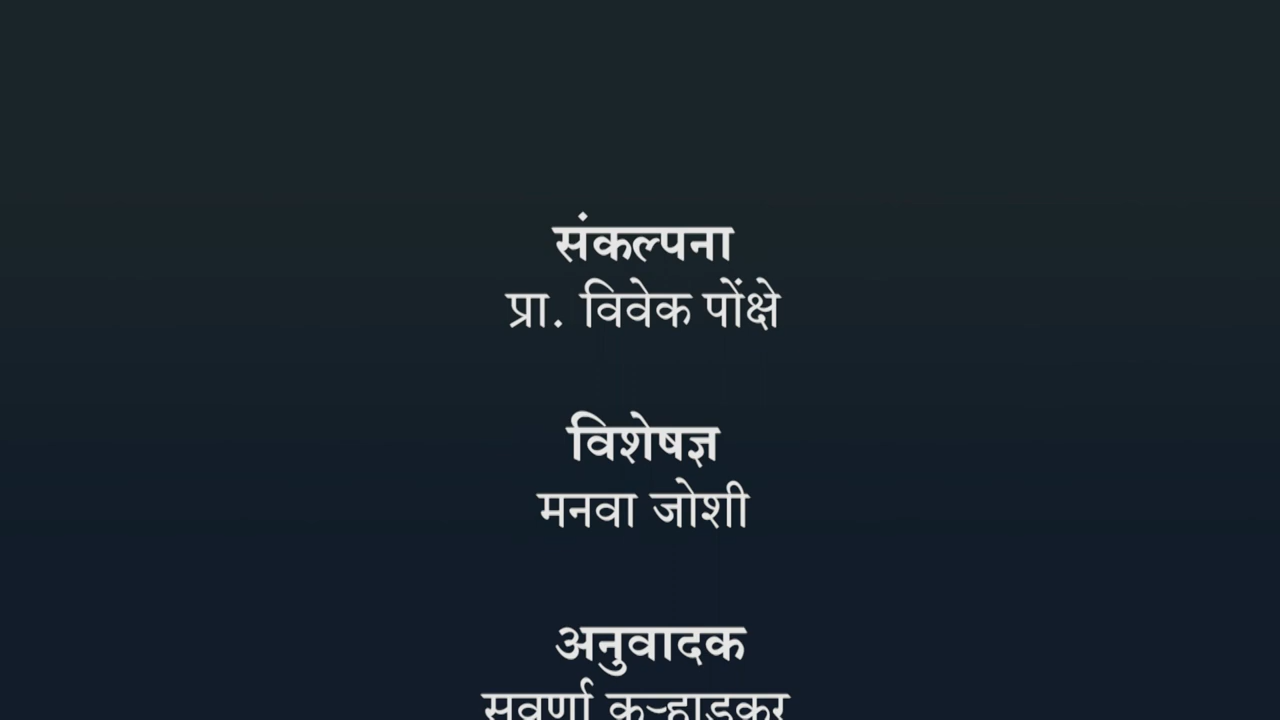 संकल्पना
प्रा. विवेक पोंक्षे
विशेषज्ञ
मनवा जोशी
अनुवादक